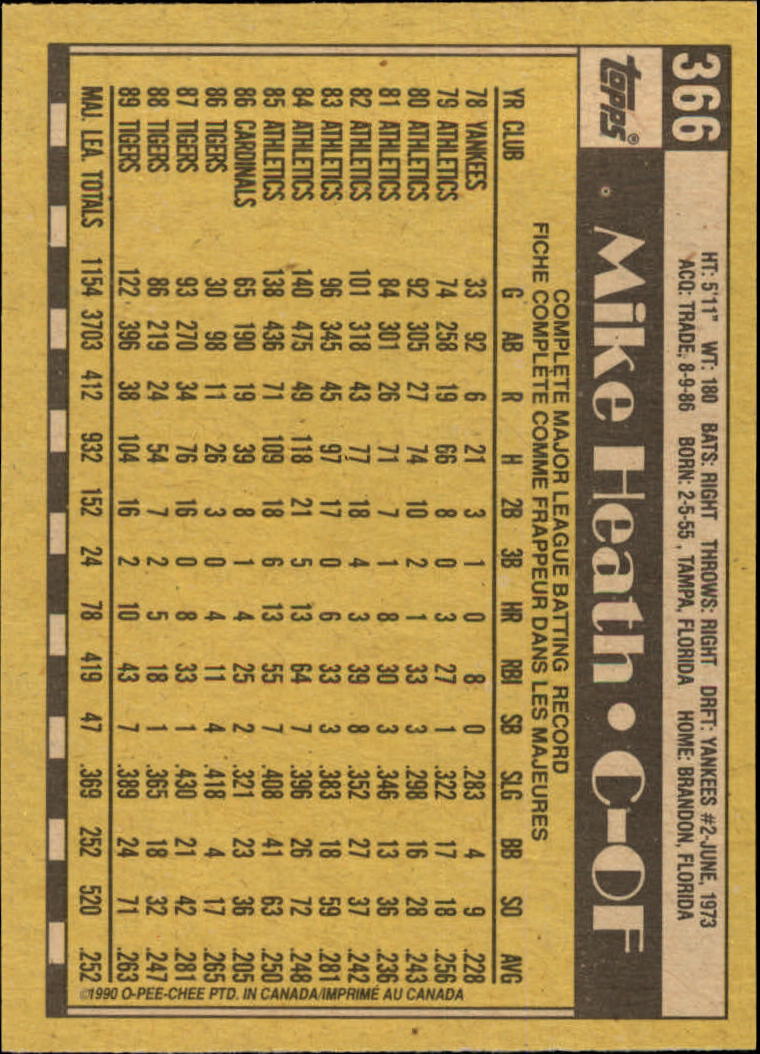 366
HT: 5'11" WT: 180 BATS: RIGHT THROWS: RIGHT DRFT: YANKEES #2-JUNE, 1973
ACQ: TRADE, 8-9-86 BORN: 2-5-55, TAMPA, FLORIDA HOME: BRANDON, FLORIDA
topps® Mike Heath • C-OF
COMPLETE MAJOR LEAGUE BATTING RECORD
FICHE COMPLETE COMME FRAPPEUR DANS LES MAJEURES
YR CLUB G AB R H 2B 3B HR RBI SB SLG BB SO AVG
78 YANKEES 33 92 6 21 3 1 0 8 0 .283 4 9 .228
79 ATHLETICS 74 258 19 66 8 0 3 27 1 .322 17 18 .256
80 ATHLETICS 92 305 27 74 10 2 1 33 3 .298 16 28 .243
81 ATHLETICS 84 301 26 71 7 1 8 30 3 .346 13 36 .236
82 ATHLETICS 101 318 43 77 18 4 3 39 8 .352 27 37 .242
83 ATHLETICS 96 345 45 97 17 0 6 33 3 .383 18 59 .281
84 ATHLETICS 140 475 49 118 21 5 13 64 7 .396 26 72 .248
85 ATHLETICS 138 436 71 109 18 6 13 55 7 .408 41 63 .250
86 CARDINALS 65 190 19 39 8 1 4 25 2 .321 23 36 .205
86 TIGERS 30 98 11 26 3 0 4 11 4 .418 4 17 .265
87 TIGERS 93 270 34 76 16 0 8 33 1 .430 21 42 .281
88 TIGERS 86 219 24 54 7 2 5 18 1 .365 18 32 .247
89 TIGERS 122 396 38 104 16 2 10 43 7 .389 24 71 .263
MAJ. LEA. TOTALS 1154 3703 412 932 152 24 78 419 47 .369 252 520 .252
©1990 O-PEE-CHEE PTD. IN CANADA/IMPRIMÉ AU CANADA